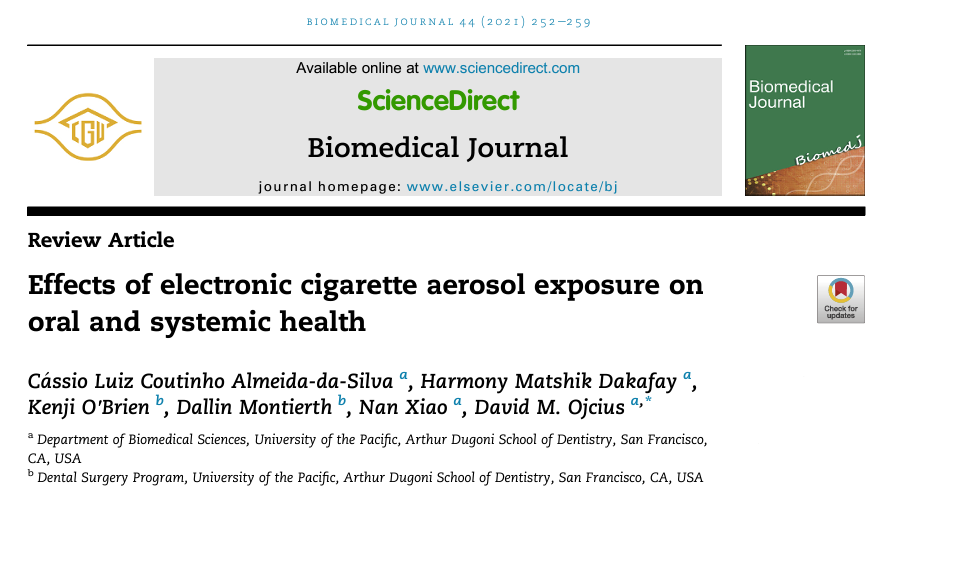 BIOMEDICAL JOURNAL 44 (2021) 252–259
Available online at www.sciencedirect.com
ScienceDirect
Biomedical Journal
journal homepage: www.elsevier.com/locate/bj
CGU
Biomedical
Journal
BiomedJ
Review Article
Effects of electronic cigarette aerosol exposure on
oral and systemic health
Check for
updates
Cássio Luiz Coutinho Almeida-da-Silva a, Harmony Matshik Dakafay a,
Kenji O'Brien b, Dallin Montierth b, Nan Xiao a, David M. Ojcius a,*
a Department of Biomedical Sciences, University of the Pacific, Arthur Dugoni School of Dentistry, San Francisco,
CA, USA
b Dental Surgery Program, University of the Pacific, Arthur Dugoni School of Dentistry, San Francisco, CA, USA